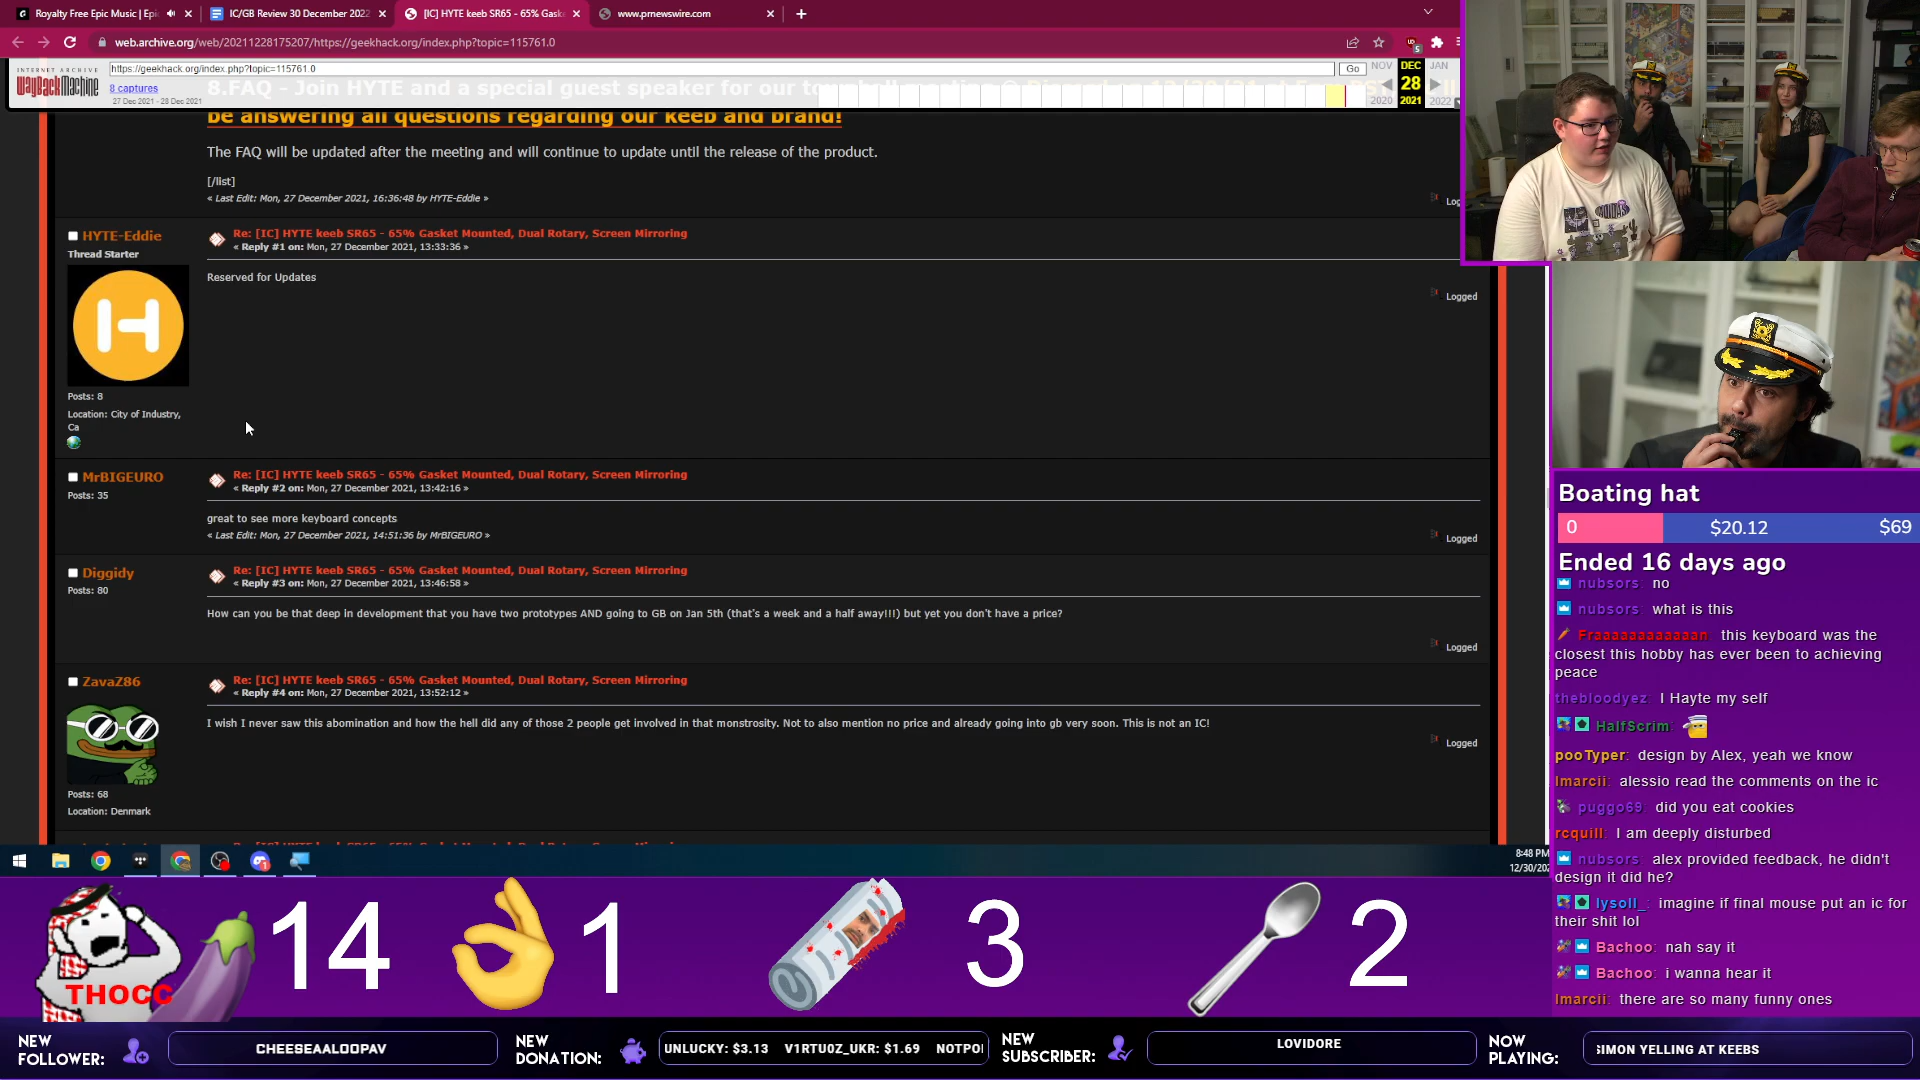 Royalty Free Epic Music | Epi
IC/GB Review 30 December 2022
[IC] HYTE keeb SR65 - 65% Gask
www.prnewswire.com
web.archive.org/web/20211228175207/https://geekhack.org/index.php?topic=115761.0
INTERNET ARCHIVE
WayBackMachine
https://geekhack.org/index.php?topic=115761.0
Go
NOV DEC JAN
8 captures
28
27 Dec 2021 - 28 Dec 2021
2020 2021 2022
8.FAQ - Join HYTE and a special guest speaker for our
be answering all questions regarding our keeb and brand!
The FAQ will be updated after the meeting and will continue to update until the release of the product.
[/list]
« Last Edit: Mon, 27 December 2021, 16:36:48 by HYTE-Eddie »
Log
HYTE-Eddie
Thread Starter
Re: [IC] HYTE keeb SR65 - 65% Gasket Mounted, Dual Rotary, Screen Mirroring
« Reply #1 on: Mon, 27 December 2021, 13:33:36 »
Reserved for Updates
Logged
Posts: 8
Location: City of Industry,
Ca
MrBIGEURO
Posts: 35
Re: [IC] HYTE keeb SR65 - 65% Gasket Mounted, Dual Rotary, Screen Mirroring
« Reply #2 on: Mon, 27 December 2021, 13:42:16 »
great to see more keyboard concepts
« Last Edit: Mon, 27 December 2021, 14:51:36 by MrBIGEURO »
Logged
Diggidy
Posts: 80
Re: [IC] HYTE keeb SR65 - 65% Gasket Mounted, Dual Rotary, Screen Mirroring
« Reply #3 on: Mon, 27 December 2021, 13:46:58 »
How can you be that deep in development that you have two prototypes AND going to GB on Jan 5th (that's a week and a half away!!!) but yet you don't have a price?
Logged
ZavaZ86
Re: [IC] HYTE keeb SR65 - 65% Gasket Mounted, Dual Rotary, Screen Mirroring
« Reply #4 on: Mon, 27 December 2021, 13:52:12 »
I wish I never saw this abomination and how the hell did any of those 2 people get involved in that monstrosity. Not to also mention no price and already going into gb very soon. This is not an IC!
Logged
Posts: 68
Location: Denmark
8:48 PM
12/30/202
Boating hat
0 $20.12 $69
Ended 16 days ago
nubsors: no
nubsors: what is this
Fraaaaaaaaaaaan: this keyboard was the
closest this hobby has ever been to achieving
peace
thebloodyez: I Hayte my self
HalfScrim:
pooTyper: design by Alex, yeah we know
lmarcii: alessio read the comments on the ic
puggo69: did you eat cookies
rcquill: I am deeply disturbed
nubsors: alex provided feedback, he didn't
design it did he?
lysoll_: imagine if final mouse put an ic for
their shit lol
Bachoo: nah say it
Bachoo: i wanna hear it
lmarcii: there are so many funny ones
THOCC
14
1
3
2
NEW
FOLLOWER:
CHEESEAALOOPAV
NEW
DONATION:
UNLUCKY: $3.13 V1RTU0Z_UKR: $1.69 NOTPO
NEW
SUBSCRIBER:
LOVIDORE
NOW
PLAYING:
SIMON YELLING AT KEEBS